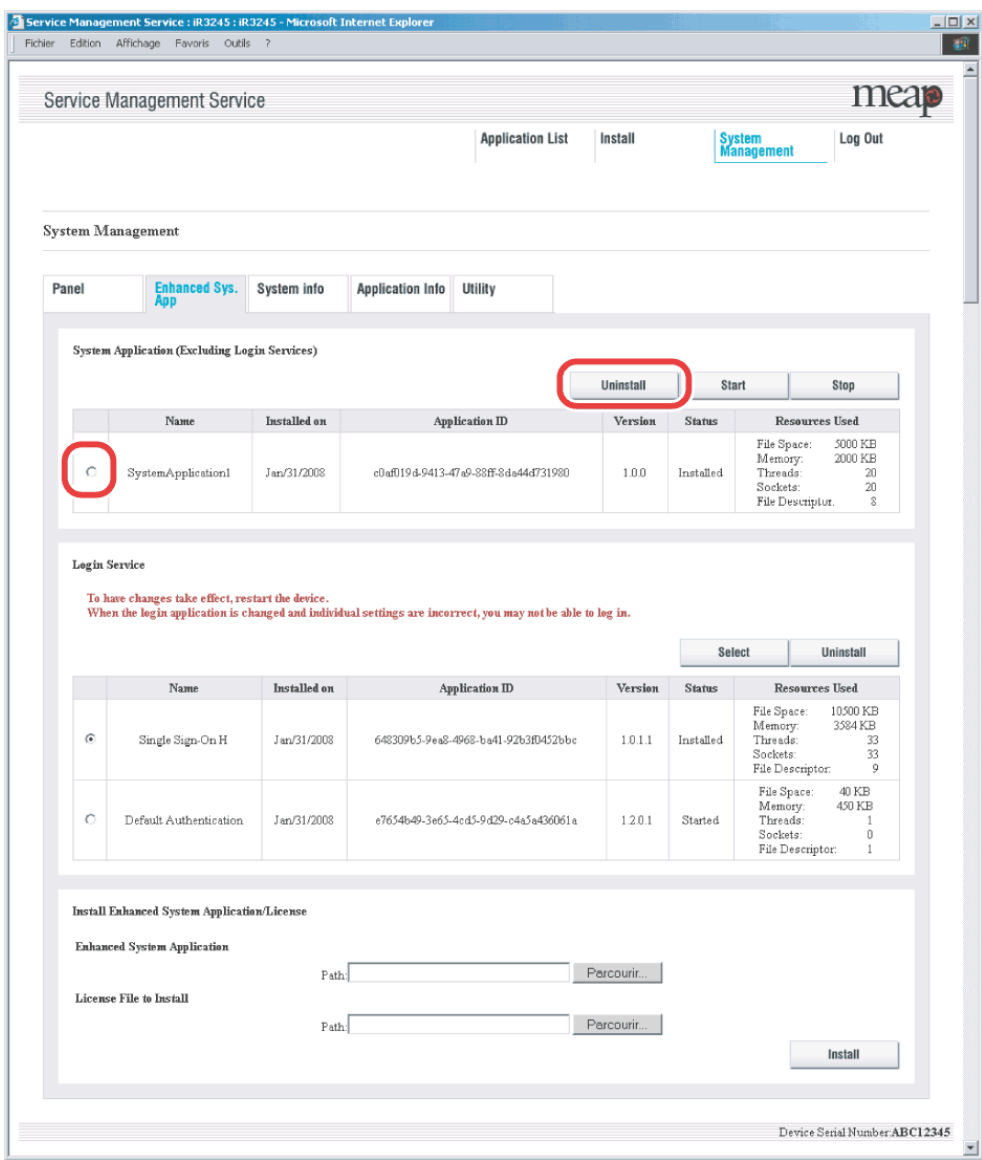 Service Management Service : iR3245 : iR3245 - Microsoft Internet Explorer
Fichier Edition Affichage Favoris Outils ?
Service Management Service
meap
Application List Install System Management Log Out
System Management
Panel Enhanced Sys. App System info Application Info Utility
System Application (Excluding Login Services)
Uninstall Start Stop
Name Installed on Application ID Version Status Resources Used
SystemApplication1 Jan/31/2008 c0af019d-9413-47a9-88ff-8da44d731980 1.0.0 Installed
File Space: 5000 KB
Memory: 2000 KB
Threads: 20
Sockets: 20
File Descriptor: 8
Login Service
To have changes take effect, restart the device.
When the login application is changed and individual settings are incorrect, you may not be able to log in.
Select Uninstall
Name Installed on Application ID Version Status Resources Used
Single Sign-On H Jan/31/2008 648309b5-9ea8-4968-ba41-92b3f0452bbc 1.0.1.1 Installed
File Space: 10500 KB
Memory: 3584 KB
Threads: 33
Sockets: 33
File Descriptor: 9
Default Authentication Jan/31/2008 e7654b49-3e65-4cd5-9d29-c4a5a436061a 1.2.0.1 Started
File Space: 40 KB
Memory: 450 KB
Threads: 1
Sockets: 0
File Descriptor: 1
Install Enhanced System Application/License
Enhanced System Application
Path: Parcourir...
License File to Install
Path: Parcourir...
Install
Device Serial Number:ABC12345